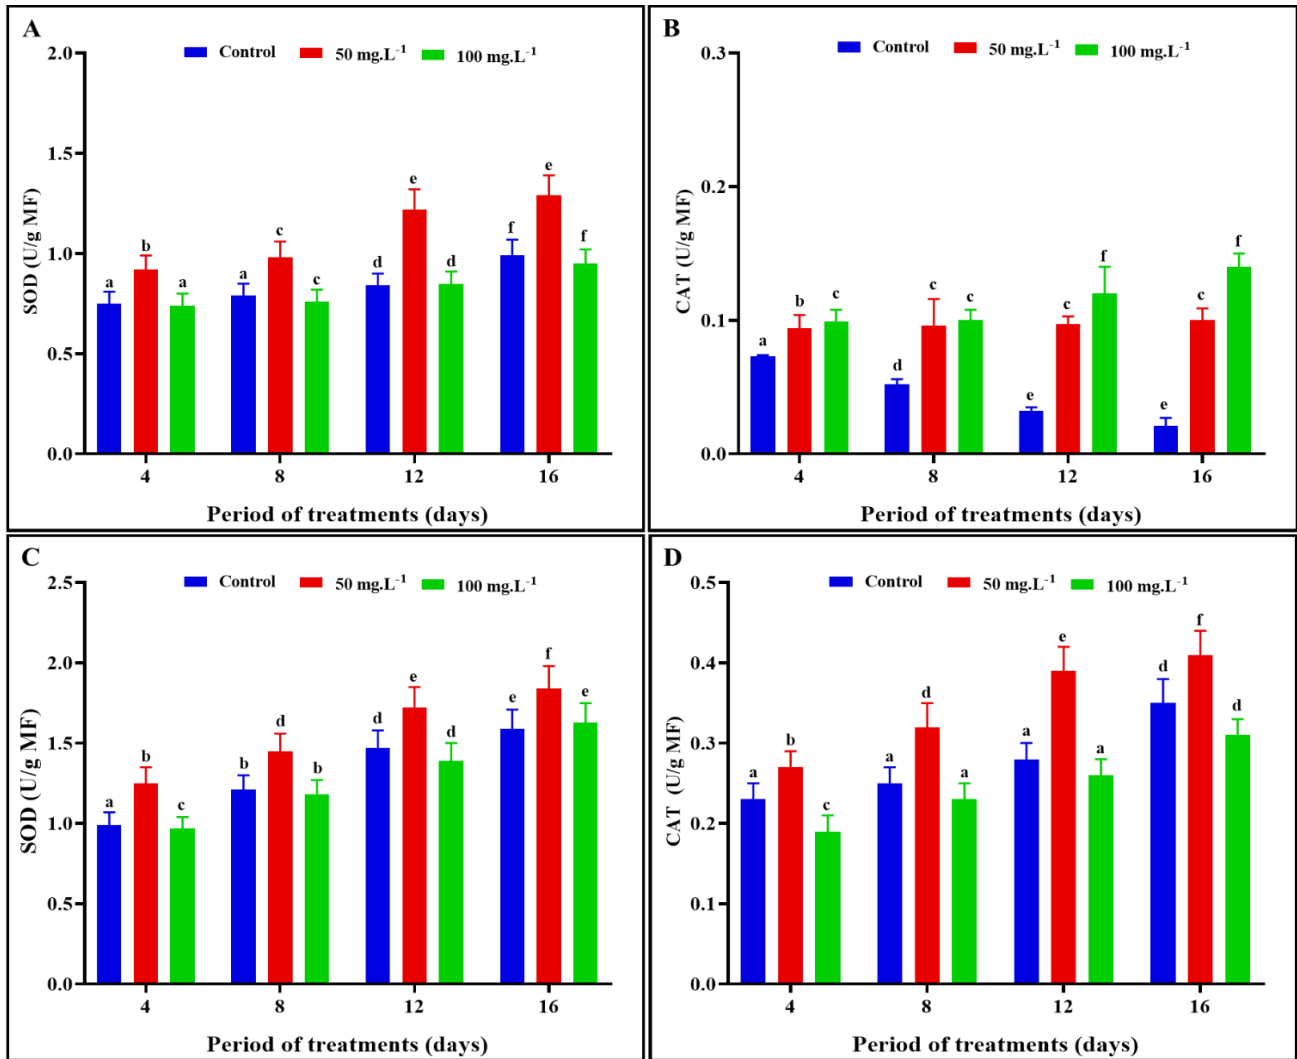 A
Control 50 mg.L⁻¹ 100 mg.L⁻¹
SOD (U/g MF)
2.0
1.5
1.0
0.5
0.0
a b a
a c c
d e d
f e f
4 8 12 16
Period of treatments (days)
B
Control 50 mg.L⁻¹ 100 mg.L⁻¹
CAT (U/g MF)
0.3
0.2
0.1
0.0
a b c
d c c
e c f
e c f
4 8 12 16
Period of treatments (days)
C
Control 50 mg.L⁻¹ 100 mg.L⁻¹
SOD (U/g MF)
2.5
2.0
1.5
1.0
0.5
0.0
a b c
b d b
d e d
e f e
4 8 12 16
Period of treatments (days)
D
Control 50 mg.L⁻¹ 100 mg.L⁻¹
CAT (U/g MF)
0.5
0.4
0.3
0.2
0.1
0.0
a b c
a d a
a e a
d f d
4 8 12 16
Period of treatments (days)